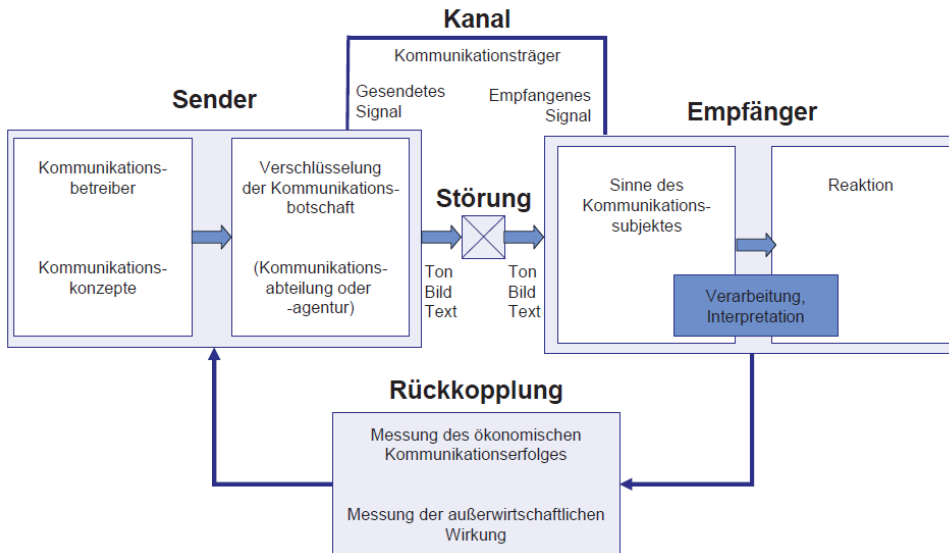 Kanal
Kommunikationsträger
Sender
Gesendetes
Signal
Empfangenes
Signal
Empfänger
Kommunikations-
betreiber
Kommunikations-
konzepte
Verschlüsselung
der Kommunikations-
botschaft
(Kommunikations-
abteilung oder
-agentur)
Störung
Ton
Bild
Text
Ton
Bild
Text
Sinne des
Kommunikations-
subjektes
Reaktion
Verarbeitung,
Interpretation
Rückkopplung
Messung des ökonomischen
Kommunikationserfolges
Messung der außerwirtschaftlichen
Wirkung